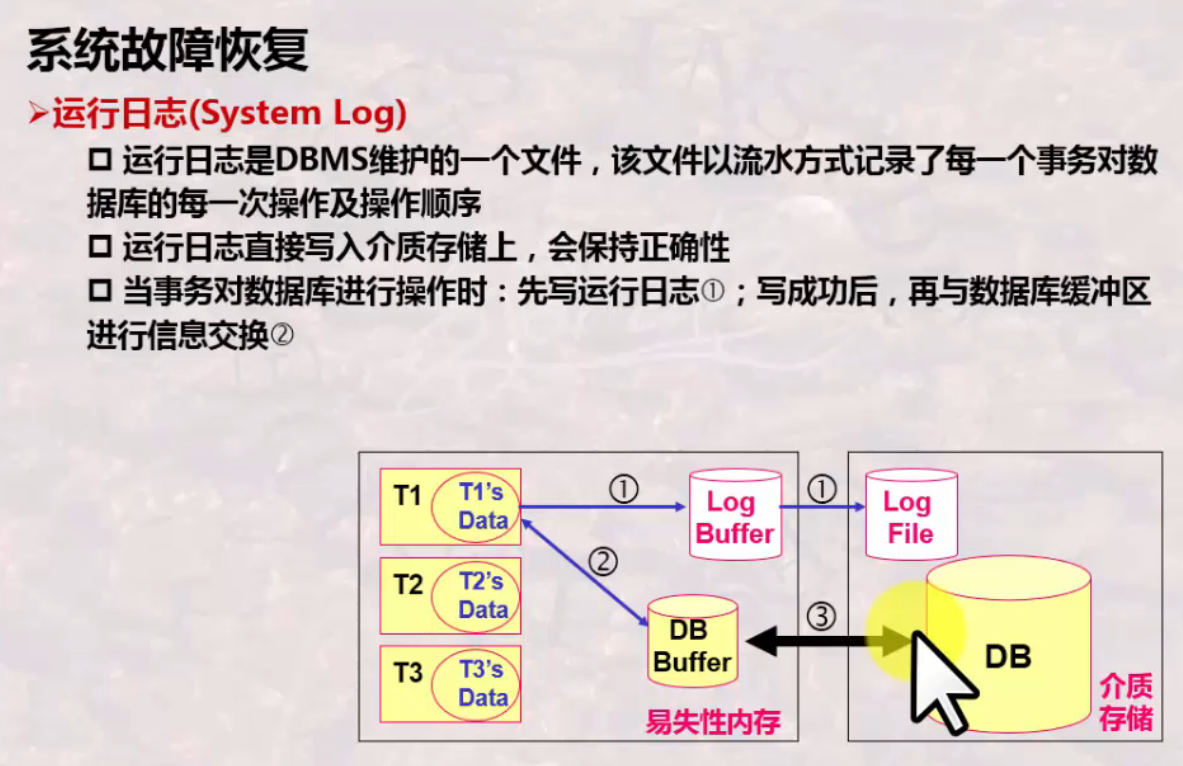 系统故障恢复
➢运行日志(System Log)
□ 运行日志是DBMS维护的一个文件，该文件以流水方式记录了每一个事务对数
据库的每一次操作及操作顺序
□ 运行日志直接写入介质存储上，会保持正确性
□ 当事务对数据库进行操作时：先写运行日志①；写成功后，再与数据库缓冲区
进行信息交换②
T1
T1's
Data
①
Log
Buffer
①
Log
File
②
T2
T2's
Data
DB
Buffer
③
DB
T3
T3's
Data
易失性内存
介质
存储